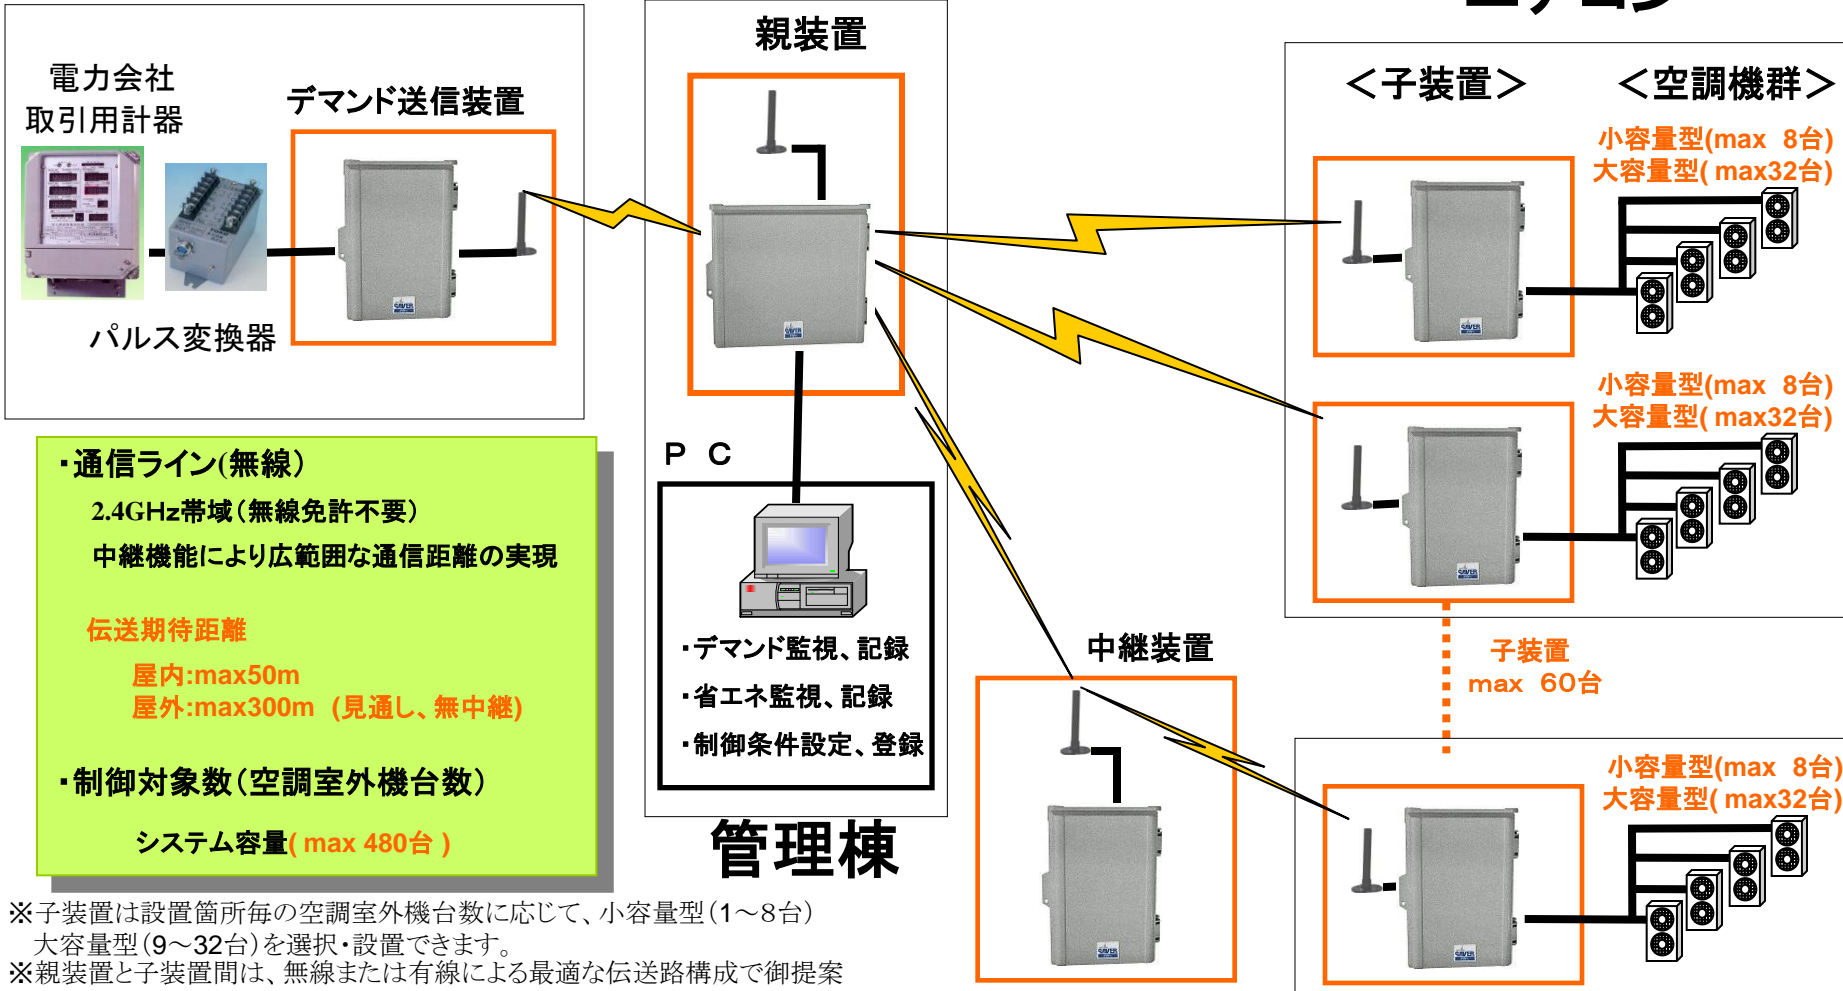 エアコン
電力会社
取引用計器
デマンド送信装置
パルス変換器
親装置
SAVER
SAVER
P C
・デマンド監視、記録
・省エネ監視、記録
・制御条件設定、登録
管理棟
<子装置>
<空調機群>
小容量型(max 8台)
大容量型( max32台)
SAVER
小容量型(max 8台)
大容量型( max32台)
SAVER
子装置
max 60台
中継装置
SAVER
小容量型(max 8台)
大容量型( max32台)
SAVER
・通信ライン(無線)
2.4GHz帯域(無線免許不要)
中継機能により広範囲な通信距離の実現
伝送期待距離
屋内:max50m
屋外:max300m (見通し、無中継)
・制御対象数(空調室外機台数)
システム容量( max 480台 )
※子装置は設置箇所毎の空調室外機台数に応じて、小容量型(1～8台)
大容量型(9～32台)を選択・設置できます。
※親装置と子装置間は、無線または有線による最適な伝送路構成で御提案